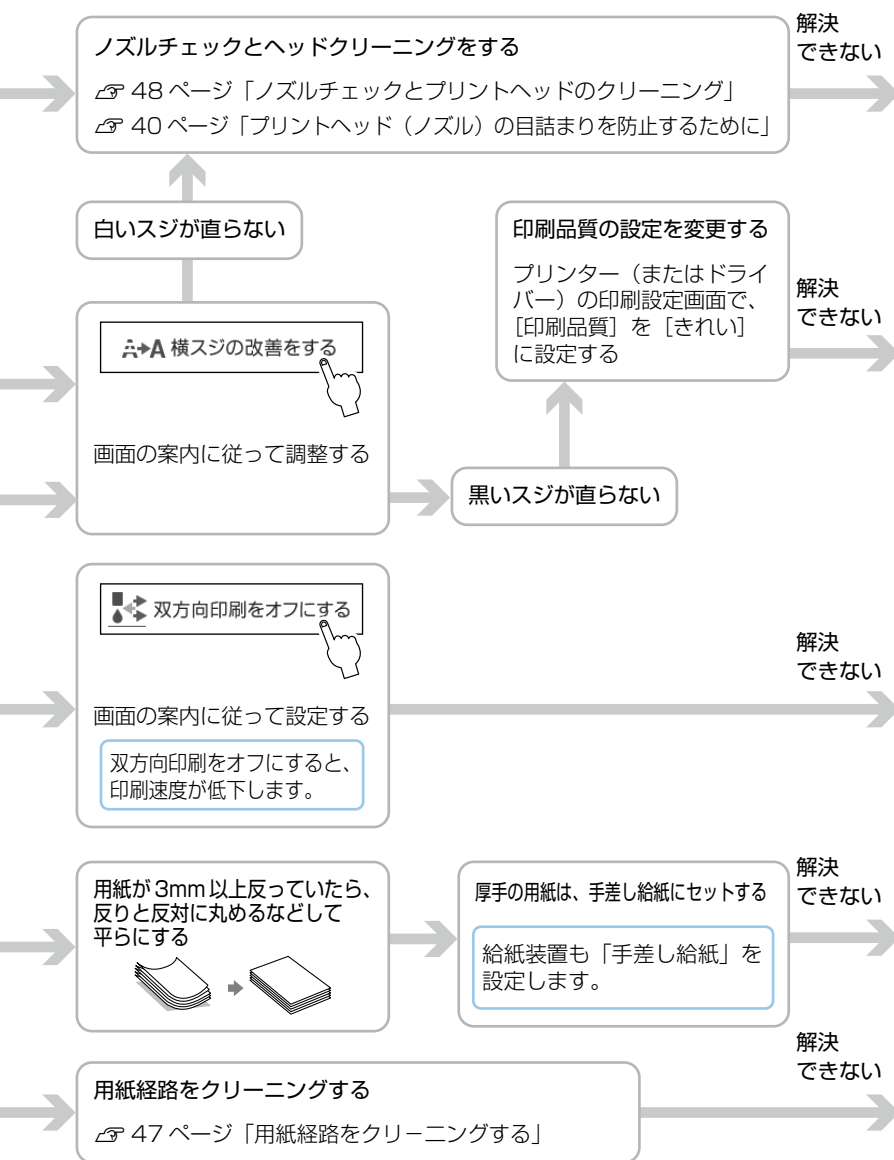 ノズルチェックとヘッドクリーニングをする
48 ページ「ノズルチェックとプリントヘッドのクリーニング」
40 ページ「プリントヘッド（ノズル）の目詰まりを防止するために」
解決
できない
白いスジが直らない
横スジの改善をする
画面の案内に従って調整する
印刷品質の設定を変更する
プリンター（またはドライ
バー）の印刷設定画面で、
［印刷品質］を［きれい］
に設定する
解決
できない
黒いスジが直らない
双方向印刷をオフにする
画面の案内に従って設定する
双方向印刷をオフにすると、
印刷速度が低下します。
解決
できない
用紙が 3mm 以上反っていたら、
反りと反対に丸めるなどして
平らにする
厚手の用紙は、手差し給紙にセットする
給紙装置も「手差し給紙」を
設定します。
解決
できない
用紙経路をクリーニングする
47 ページ「用紙経路をクリーニングする」
解決
できない